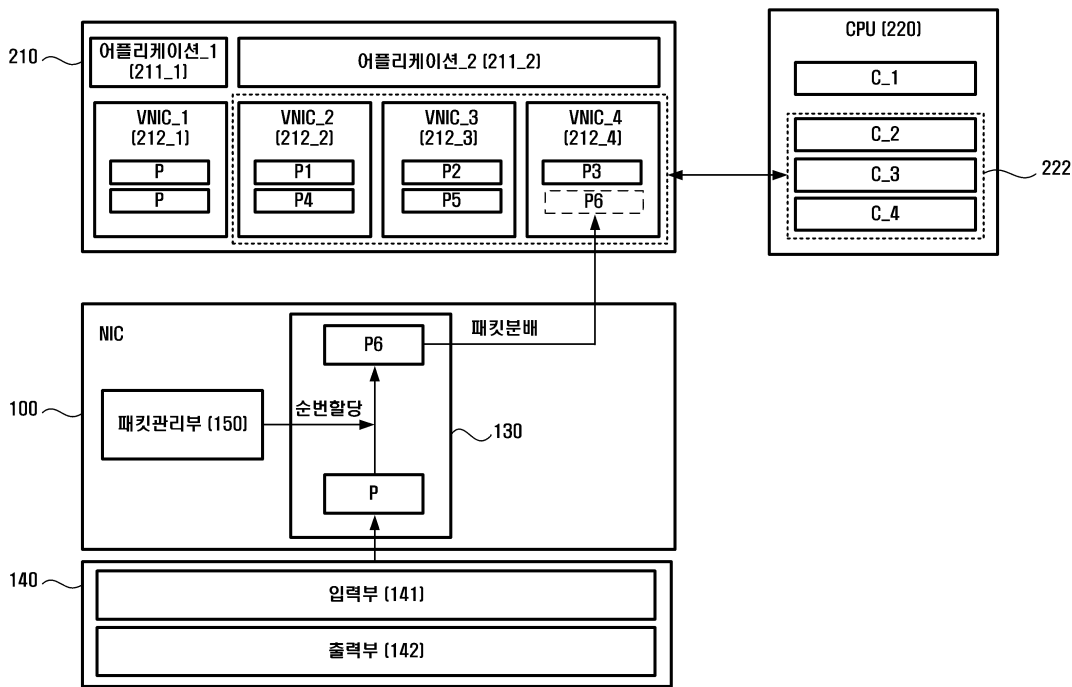 210
어플리케이션_1
(211_1)
어플리케이션_2 (211_2)
VNIC_1
(212_1)
P
P
VNIC_2
(212_2)
P1
P4
VNIC_3
(212_3)
P2
P5
VNIC_4
(212_4)
P3
P6
CPU (220)
C_1
C_2
C_3
C_4
222
100
NIC
패킷관리부 (150)
순번할당
P6
P
패킷분배
130
140
입력부 (141)
출력부 (142)